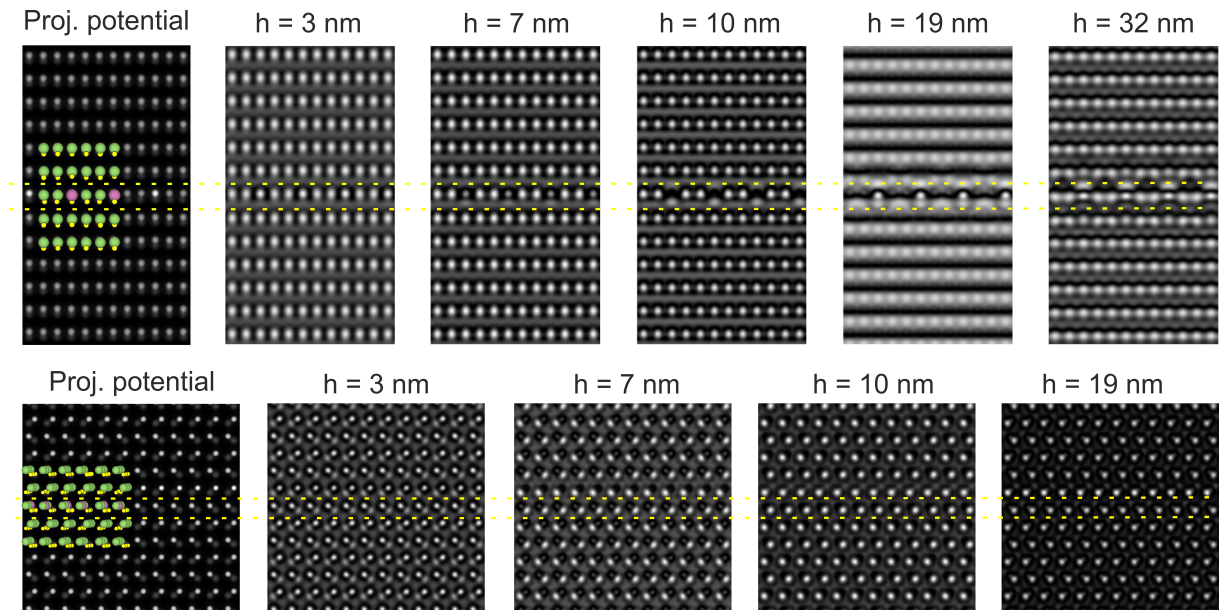 Proj. potential h = 3 nm h = 7 nm h = 10 nm h = 19 nm h = 32 nm
Proj. potential h = 3 nm h = 7 nm h = 10 nm h = 19 nm